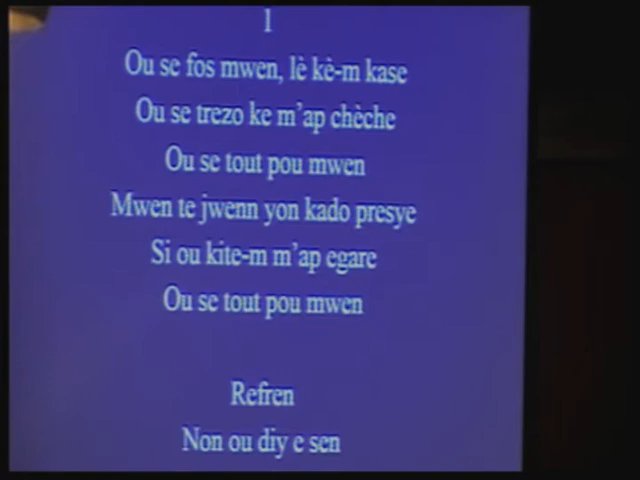 1
Ou se fos mwen, lè kè-m kase
Ou se trezo ke m'ap chèche
Ou se tout pou mwen
Mwen te jwenn yon kado presye
Si ou kite-m m'ap egare
Ou se tout pou mwen
Refren
Non ou diy e sen